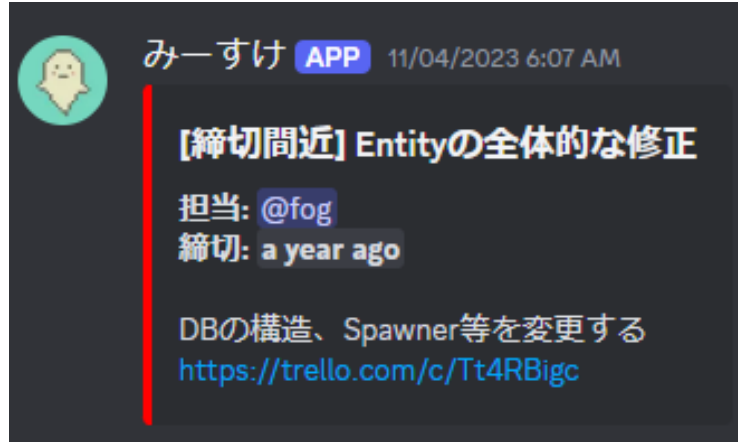 みーすけ APP 11/04/2023 6:07 AM
[締切間近] Entityの全体的な修正
担当: @fog
締切: a year ago
DBの構造、Spawner等を変更する
https://trello.com/c/Tt4RBigc